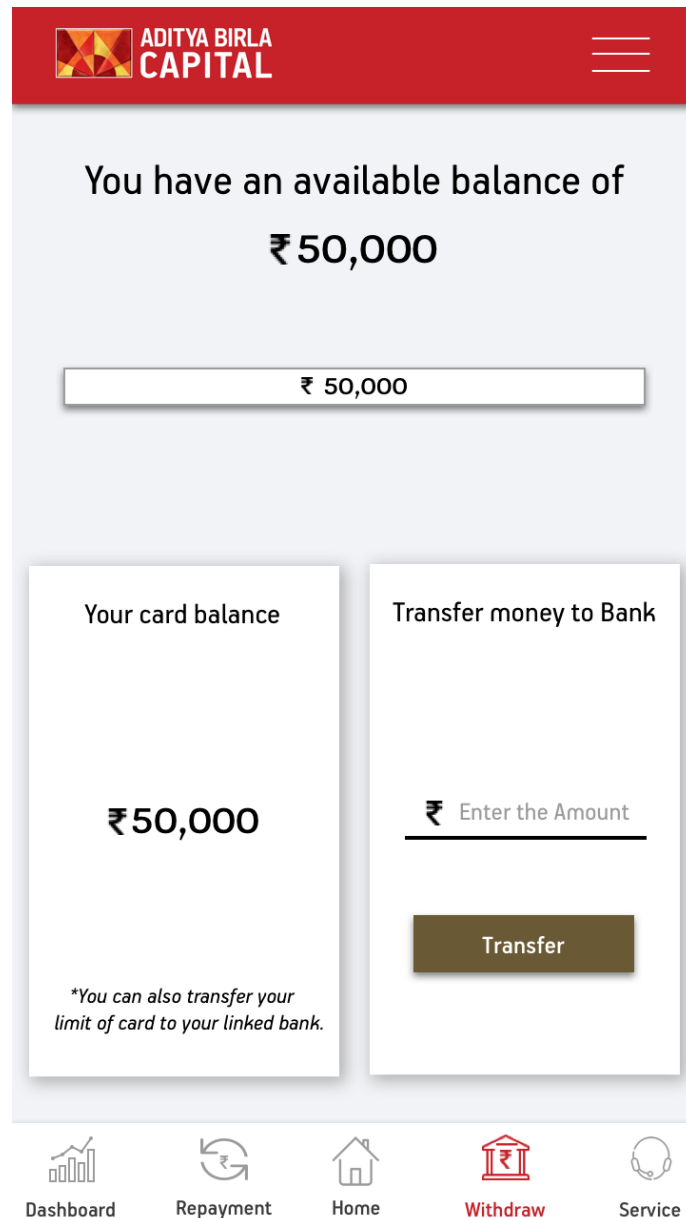 ADITYA BIRLA
CAPITAL
You have an available balance of
₹50,000
₹ 50,000
Your card balance
₹50,000
*You can also transfer your
limit of card to your linked bank.
Transfer money to Bank
₹ Enter the Amount
Transfer
₹
₹
Dashboard Repayment Home Withdraw Service